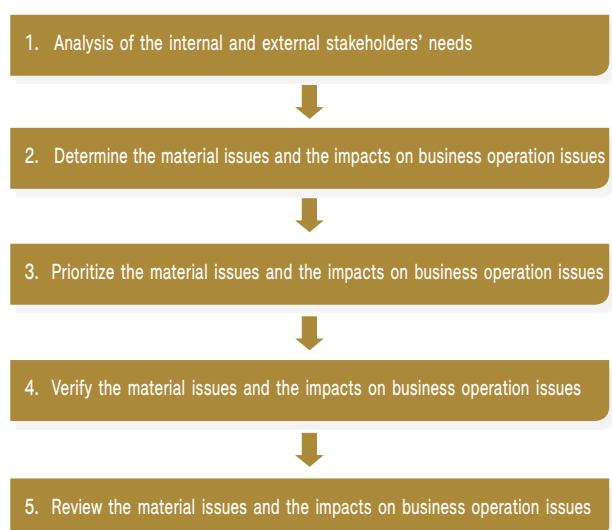 1. Analysis of the internal and external stakeholders’ needs
2. Determine the material issues and the impacts on business operation issues
3. Prioritize the material issues and the impacts on business operation issues
4. Verify the material issues and the impacts on business operation issues
5. Review the material issues and the impacts on business operation issues